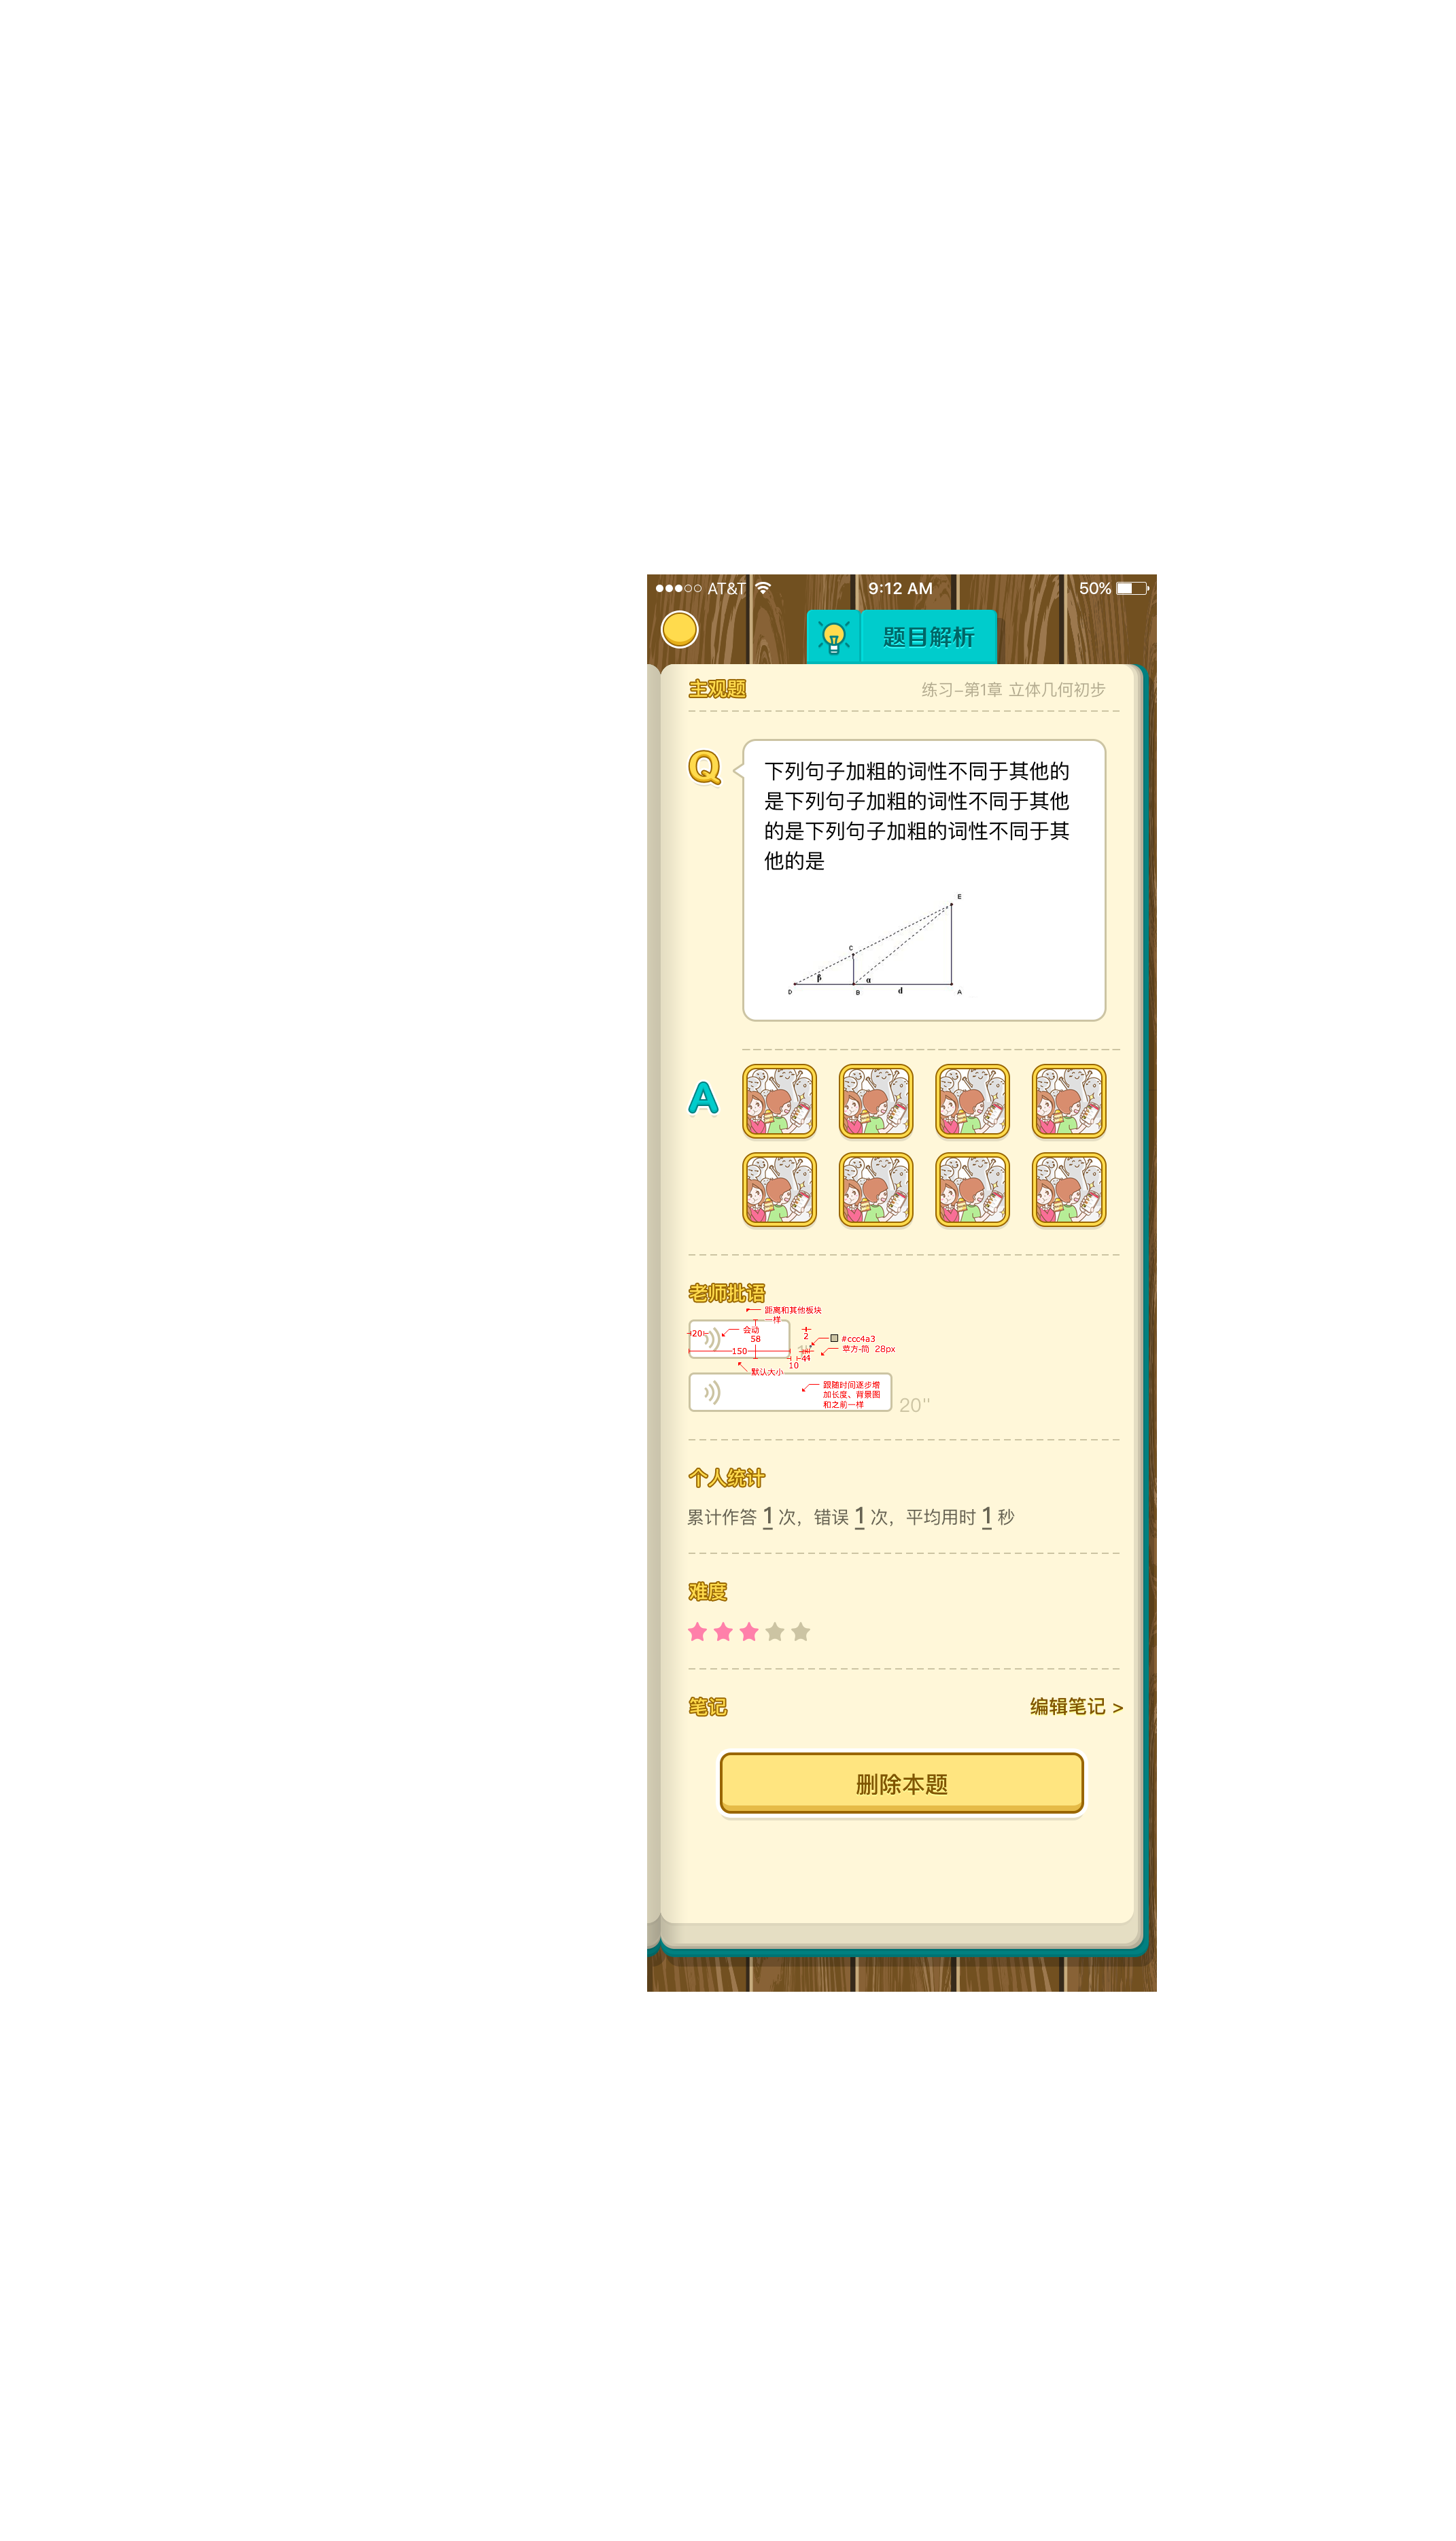 AT&T 9:12 AM 50%
题目解析
主观题 练习-第1章 立体几何初步
Q
下列句子加粗的词性不同于其他的
是下列句子加粗的词性不同于其他
的是下列句子加粗的词性不同于其
他的是
E
C
β α
D B d A
A
老师批语
距离和其他板块
一样
20 会动
58
2
#ccc4a3
150
苹方-简 28px
10
默认大小
跟随时间逐步增
加长度、背景图
和之前一样
20"
个人统计
累计作答 1 次，错误 1 次，平均用时 1 秒
难度
笔记 编辑笔记 >
删除本题